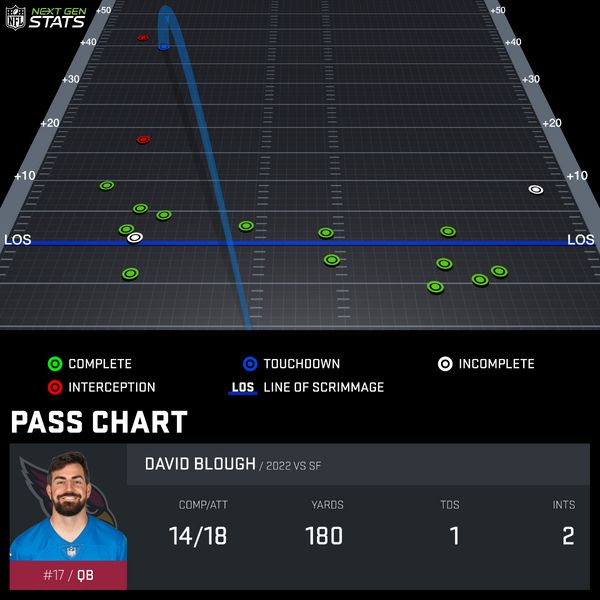 NFL NEXT GEN STATS
+50 +50
+40 +40
+30 +30
+20 +20
+10 +10
LOS LOS
COMPLETE TOUCHDOWN INCOMPLETE
INTERCEPTION LOS LINE OF SCRIMMAGE
PASS CHART
DAVID BLOUGH / 2022 VS SF
COMP/ATT YARDS TDS INTS
14/18 180 1 2
#17 / QB